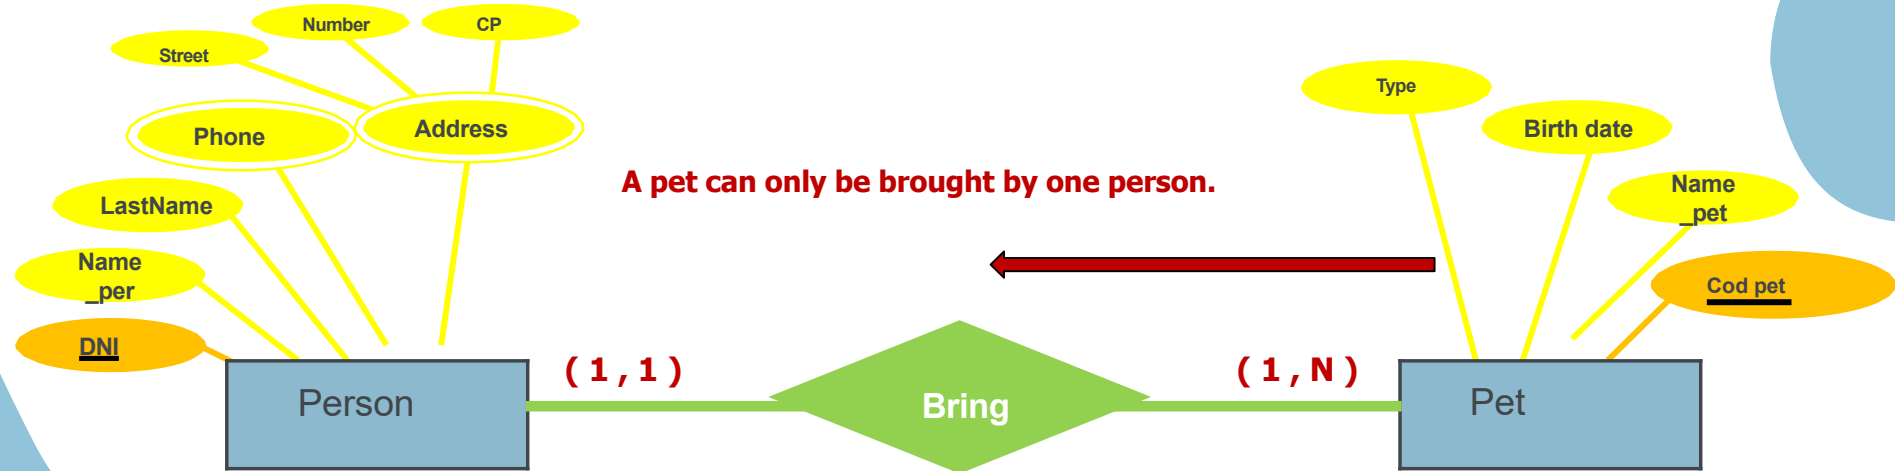 Number
CP
Street
Type
Phone
Address
Birth date
A pet can only be brought by one person.
Name
_pet
LastName
Name
_per
Cod pet
DNI
( 1 , 1 )
( 1 , N )
Person
Bring
Pet